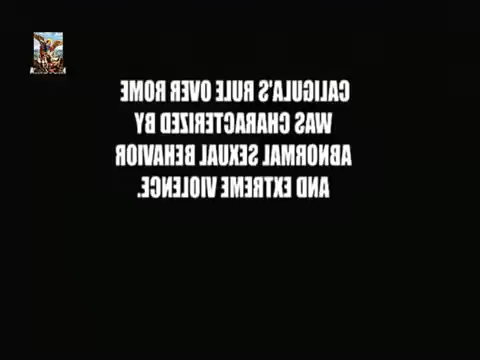 CALIGULA'S RULE OVER ROME
WAS CHARACTERIZED BY
ABNORMAL SEXUAL BEHAVIOR
AND EXTREME VIOLENCE.